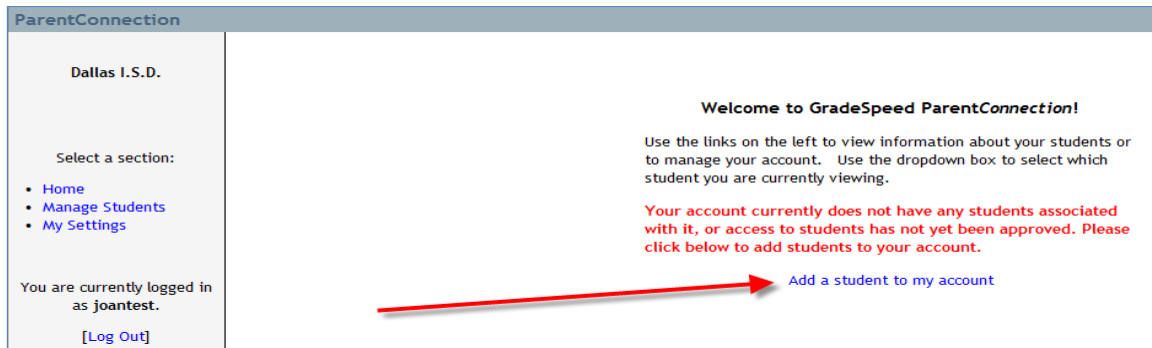 ParentConnection
Dallas I.S.D.
Select a section:
• Home
• Manage Students
• My Settings
You are currently logged in
as joantest.
[Log Out]
Welcome to GradeSpeed ParentConnection!
Use the links on the left to view information about your students or
to manage your account. Use the dropdown box to select which
student you are currently viewing.
Your account currently does not have any students associated
with it, or access to students has not yet been approved. Please
click below to add students to your account.
Add a student to my account